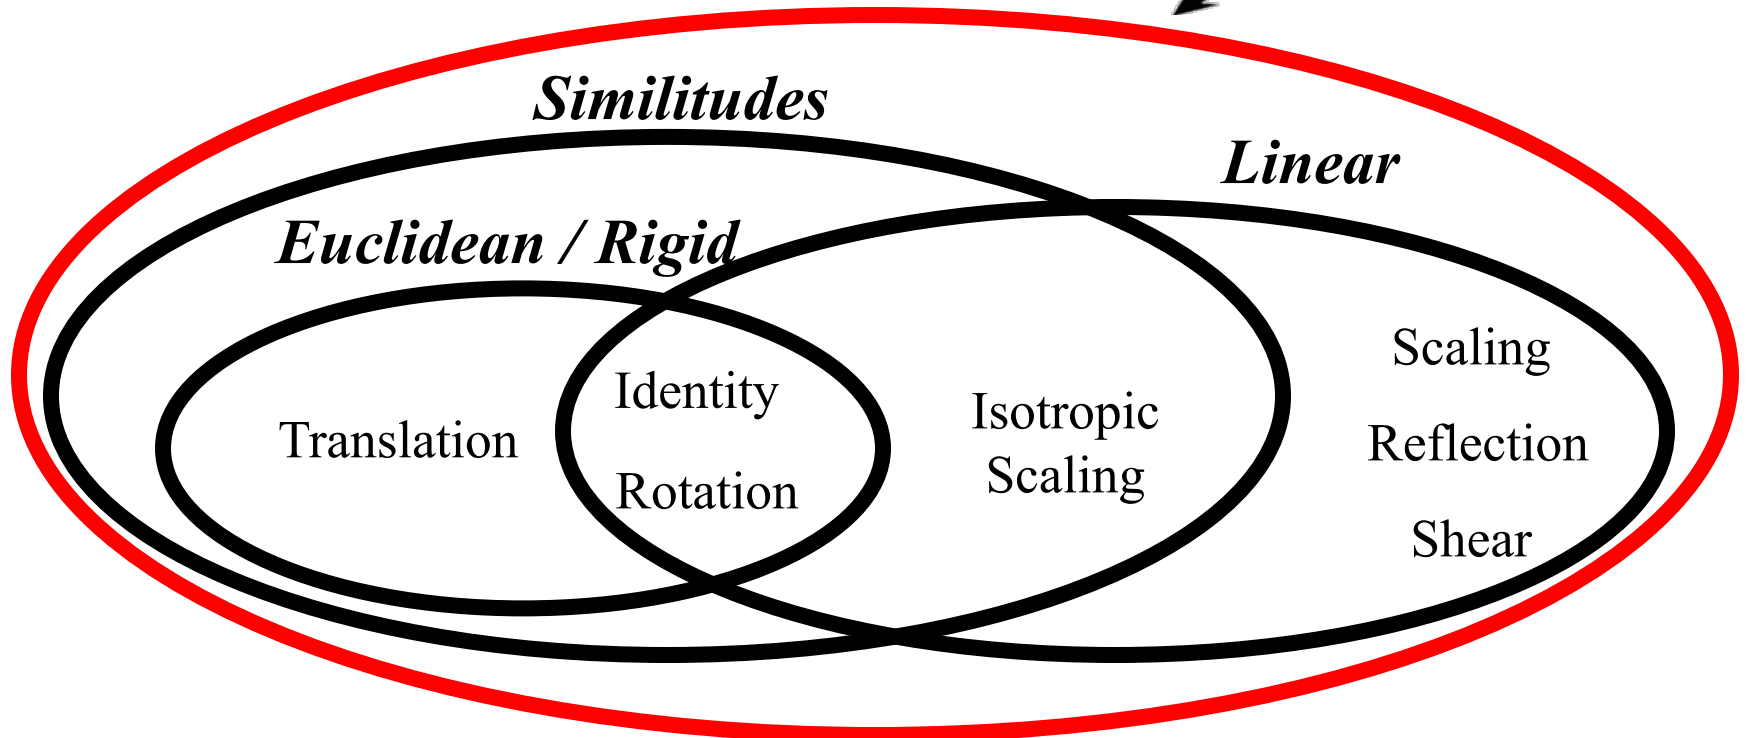 Similitudes
Linear
Euclidean / Rigid
Translation
Identity
Rotation
Isotropic
Scaling
Scaling
Reflection
Shear